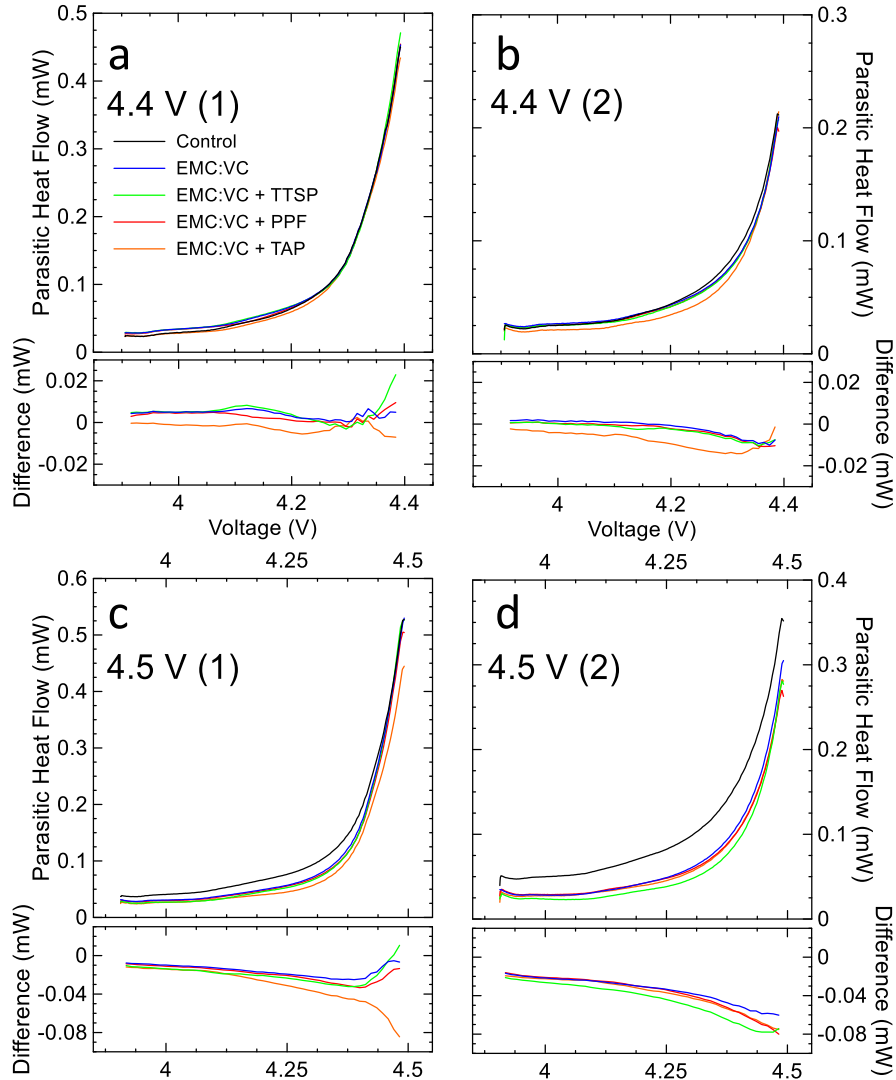 a
4.4 V (1)
Control
EMC:VC
EMC:VC + TTSP
EMC:VC + PPF
EMC:VC + TAP
Parasitic Heat Flow (mW)
0.5
0.4
0.3
0.2
0.1
0
Difference (mW)
0.02
0
-0.02
4
4.2
4.4
Voltage (V)
b
4.4 V (2)
0.3
0.2
0.1
0
Parasitic Heat Flow (mW)
0.02
0
-0.02
Difference (mW)
4
4.2
4.4
Voltage (V)
4
4.25
4.5
c
4.5 V (1)
Parasitic Heat Flow (mW)
0.6
0.5
0.4
0.3
0.2
0.1
0
Difference (mW)
0
-0.04
-0.08
4
4.25
4.5
4
4.25
4.5
d
4.5 V (2)
0.4
0.3
0.2
0.1
0
Parasitic Heat Flow (mW)
0
-0.04
-0.08
Difference (mW)
4
4.25
4.5